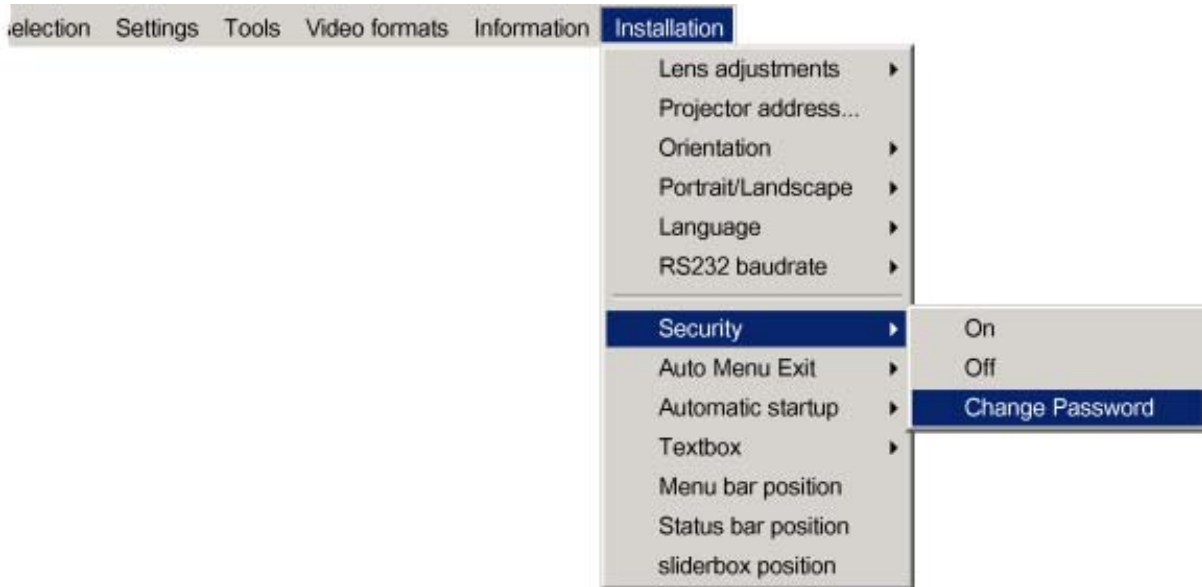 election Settings Tools Video formats Information Installation
Lens adjustments
Projector address...
Orientation
Portrait/Landscape
Language
RS232 baudrate
Security
On
Auto Menu Exit
Off
Automatic startup
Change Password
Textbox
Menu bar position
Status bar position
sliderbox position